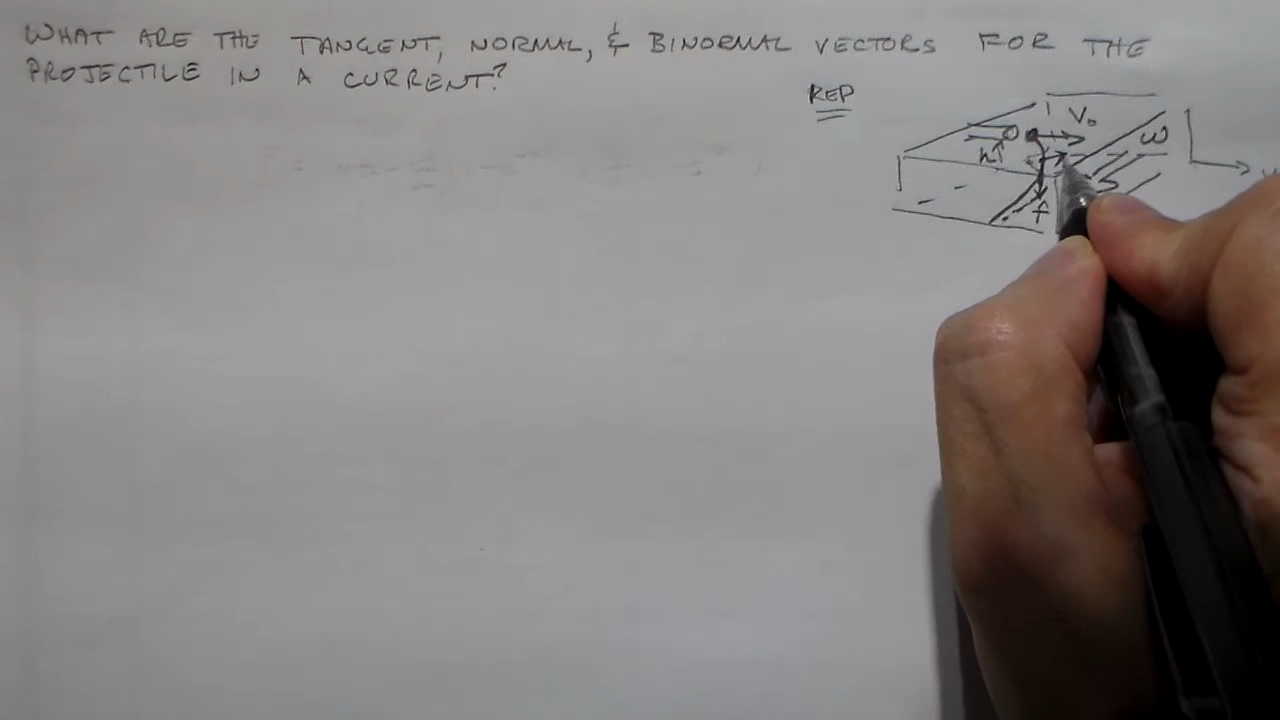 WHAT ARE THE TANGENT, NORMAL, & BINORMAL VECTORS FOR THE
PROJECTILE IN A CURRENT?
REP
V₀
ω
h
f